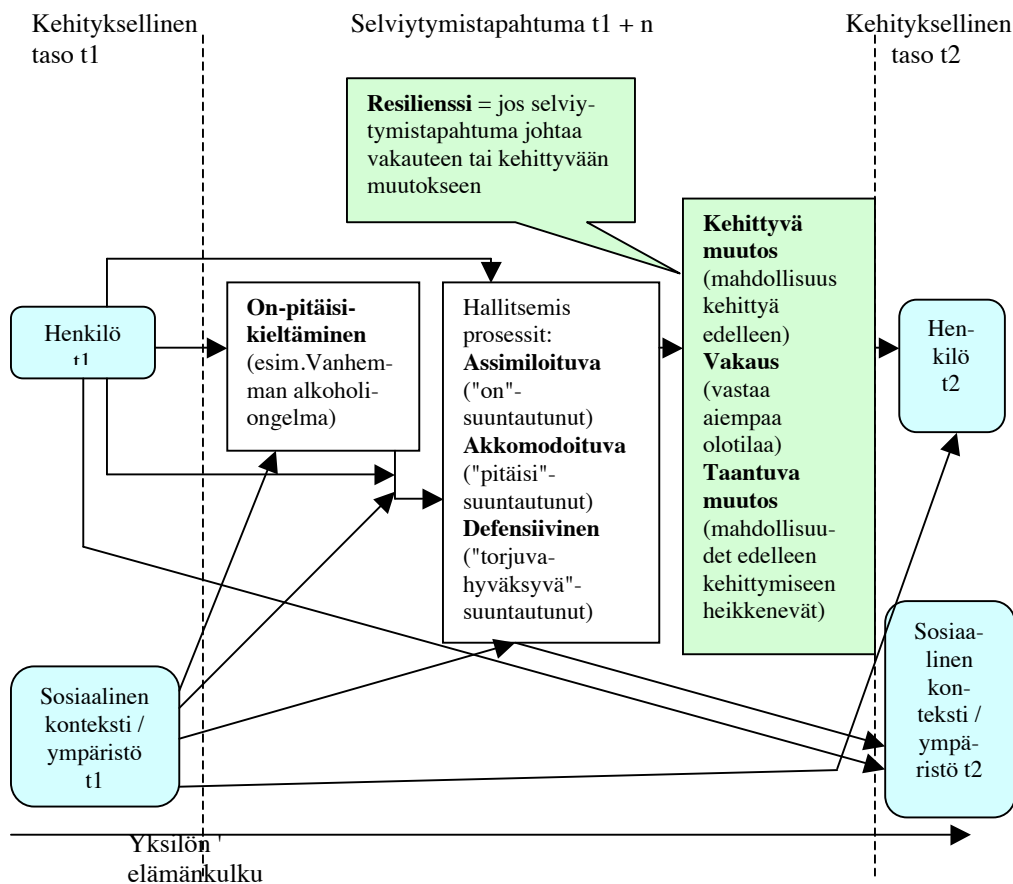 Kehityksellinen
taso t1
Selviytymistapahtuma t1 + n
Kehityksellinen
taso t2
Resilienssi = jos selviy-
tymistapahtuma johtaa
vakauteen tai kehittyvään
muutokseen
Henkilö
t1
On-pitäisi-
kieltäminen
(esim.Vanhem-
man alkoholi-
ongelma)
Hallitsemis
prosessit:
Assimiloituva
("on"-
suuntautunut)
Akkomodoituva
("pitäisi"-
suuntautunut)
Defensiivinen
("torjuva-
hyväksyvä"-
suuntautunut)
Kehittyvä
muutos
(mahdollisuus
kehittyä
edelleen)
Vakaus
(vastaa
aiempaa
olotilaa)
Taantuva
muutos
(mahdollisuu-
det edelleen
kehittymiseen
heikkenevät)
Hen-
kilö
t2
Sosiaalinen
konteksti /
ympäristö
t1
Sosiaa-
linen
kon-
teksti /
ympä-
ristö t2
Yksilön
elämänkulku